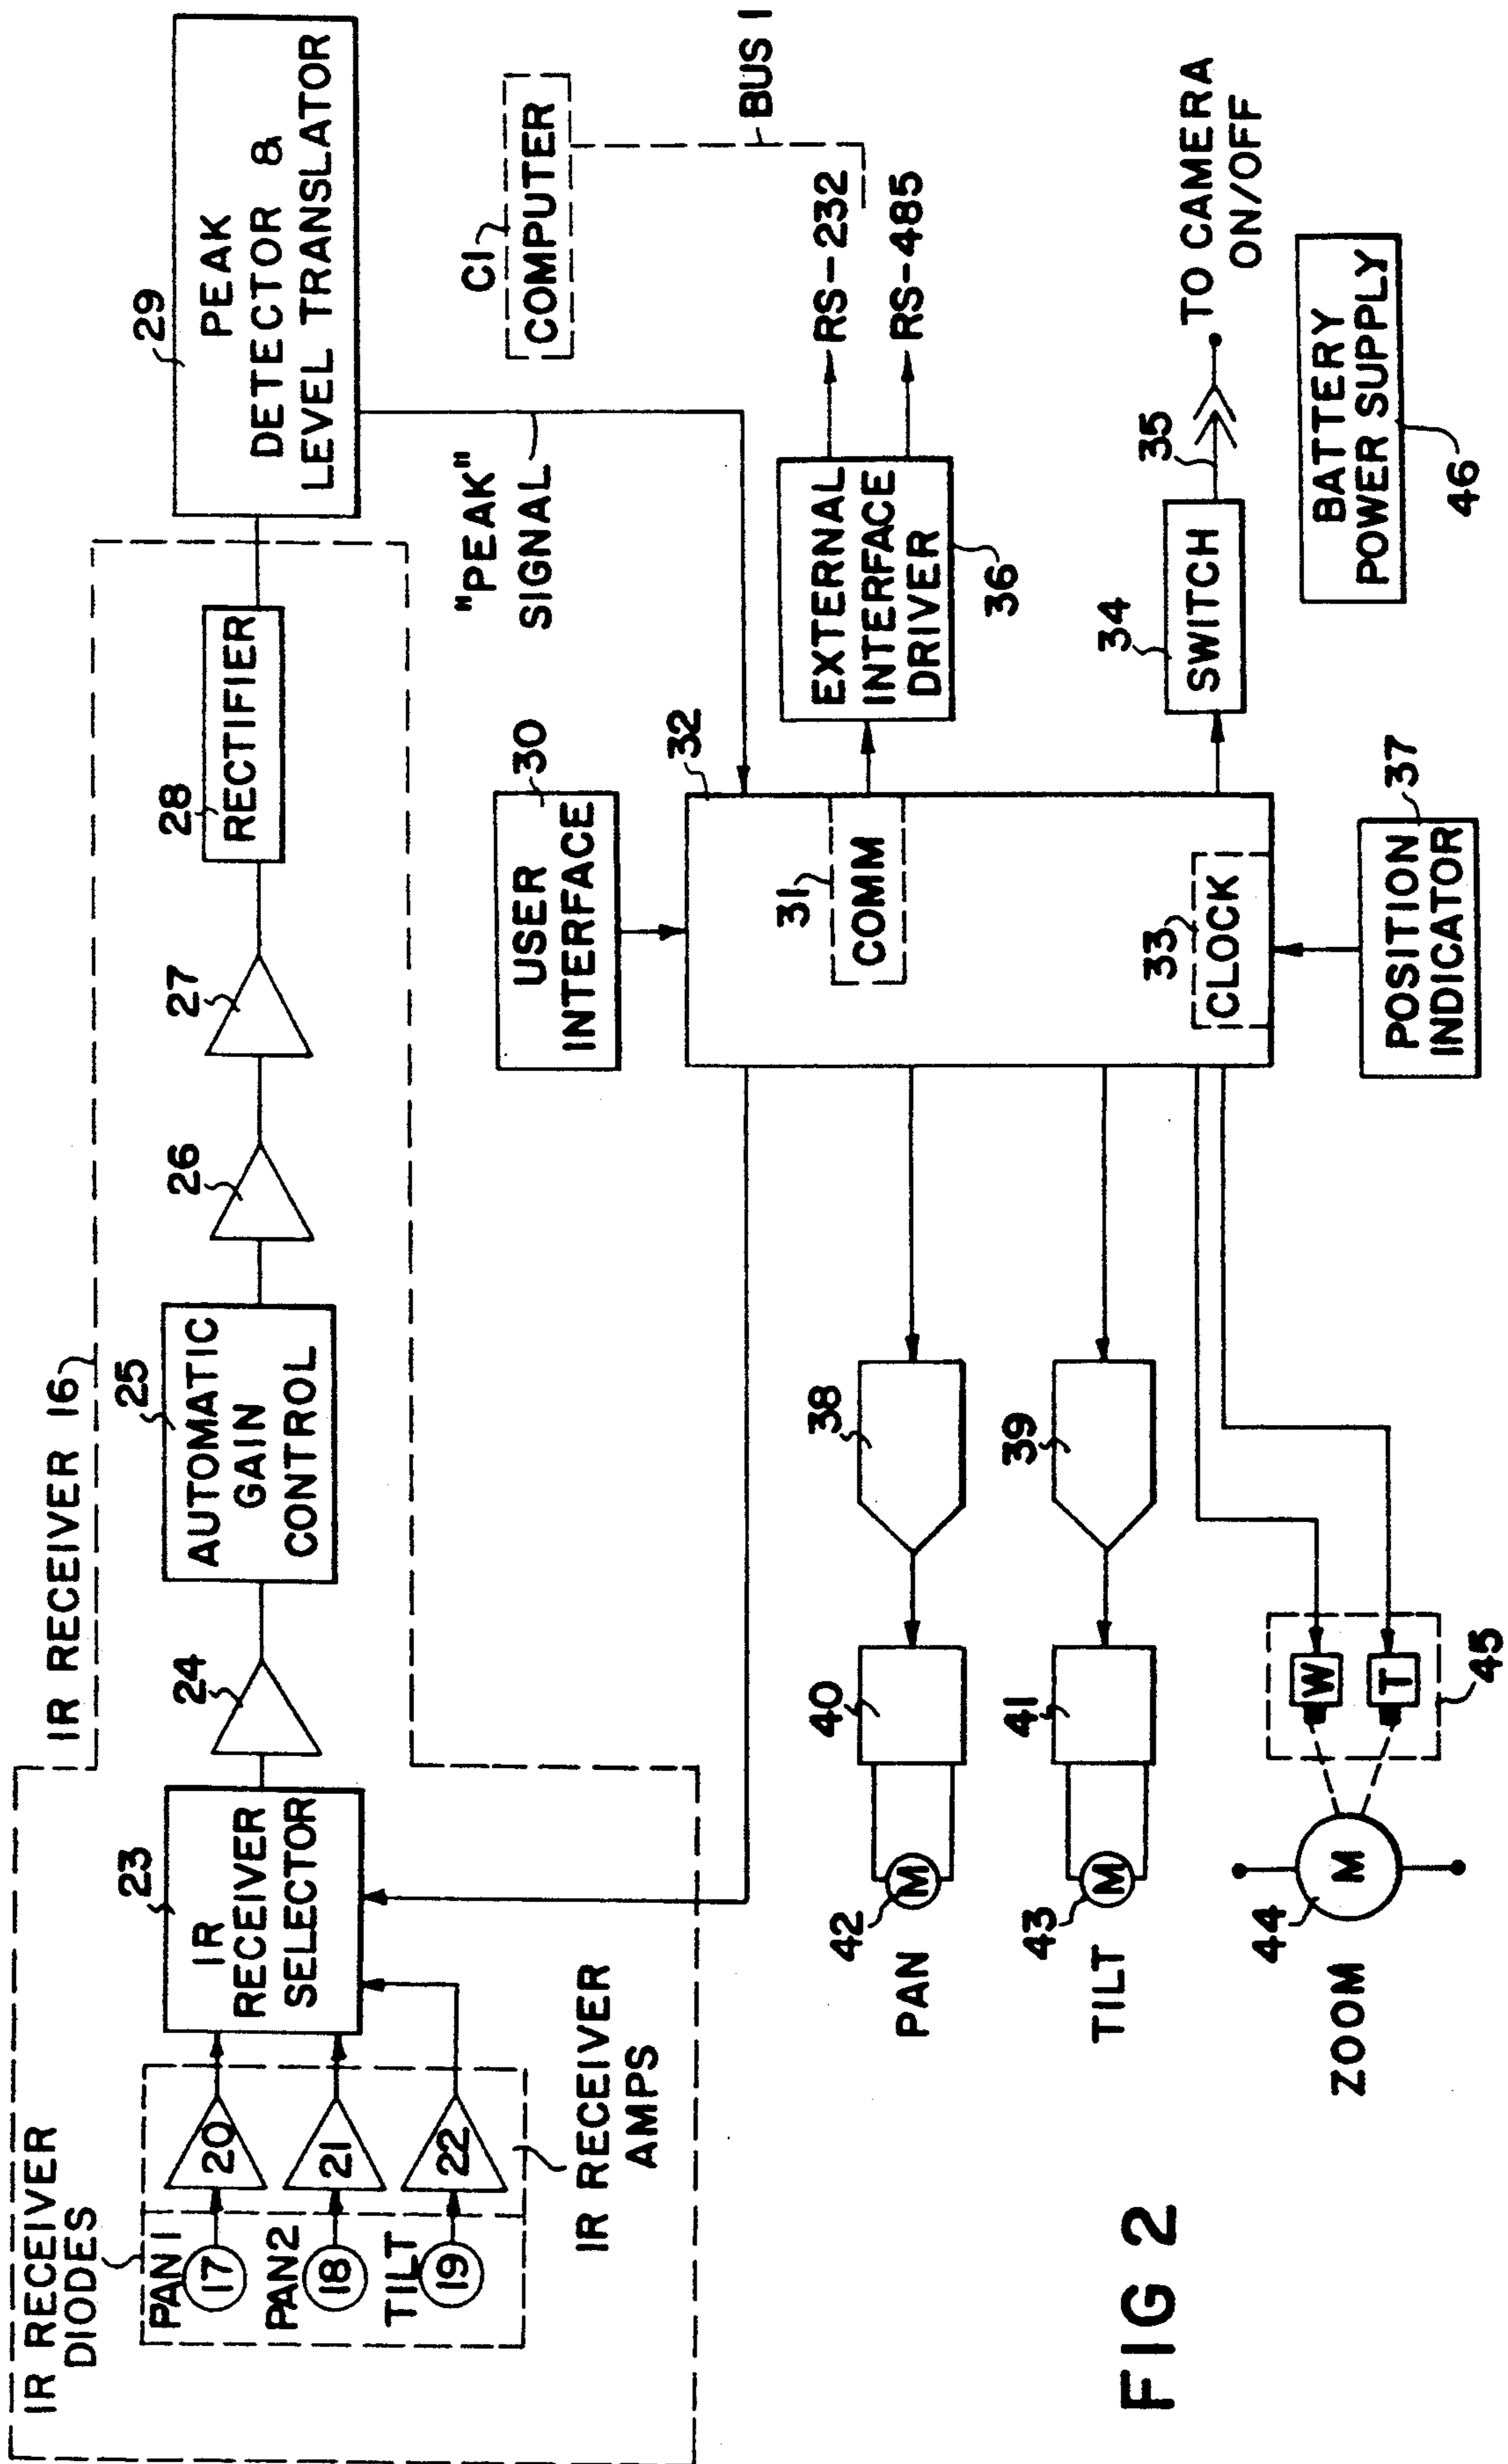 IR RECEIVER
DIODES
PAN 1
17
PAN2
18
TILT
19
20
21
22
IR RECEIVER
AMPS
23
IR
RECEIVER
SELECTOR
24
IR RECEIVER 16
25
AUTOMATIC
GAIN
CONTROL
26
27
28
RECTIFIER
29
PEAK
DETECTOR &
LEVEL TRANSLATOR
"PEAK"
SIGNAL
C1
COMPUTER
BUS 1
30
USER
INTERFACE
32
31
COMM
33
CLOCK
EXTERNAL
INTERFACE
DRIVER
36
RS-232
RS-485
34
SWITCH
35
TO CAMERA
ON/OFF
37
POSITION
INDICATOR
BATTERY
POWER SUPPLY
46
38
40
M
42
PAN
39
41
M
43
TILT
W
T
45
M
44
ZOOM
FIG 2